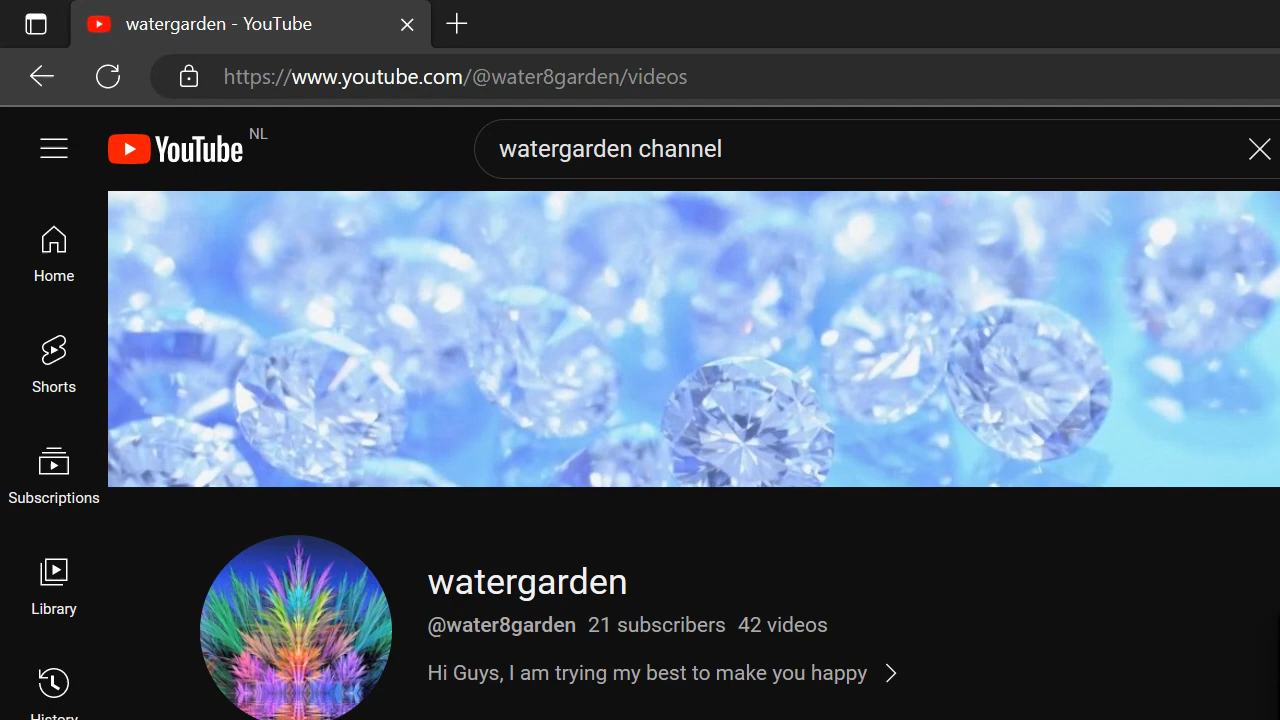 watergarden - YouTube
https://www.youtube.com/@water8garden/videos
YouTube NL
watergarden channel
Home
Shorts
Subscriptions
Library
History
watergarden
@water8garden 21 subscribers 42 videos
Hi Guys, I am trying my best to make you happy